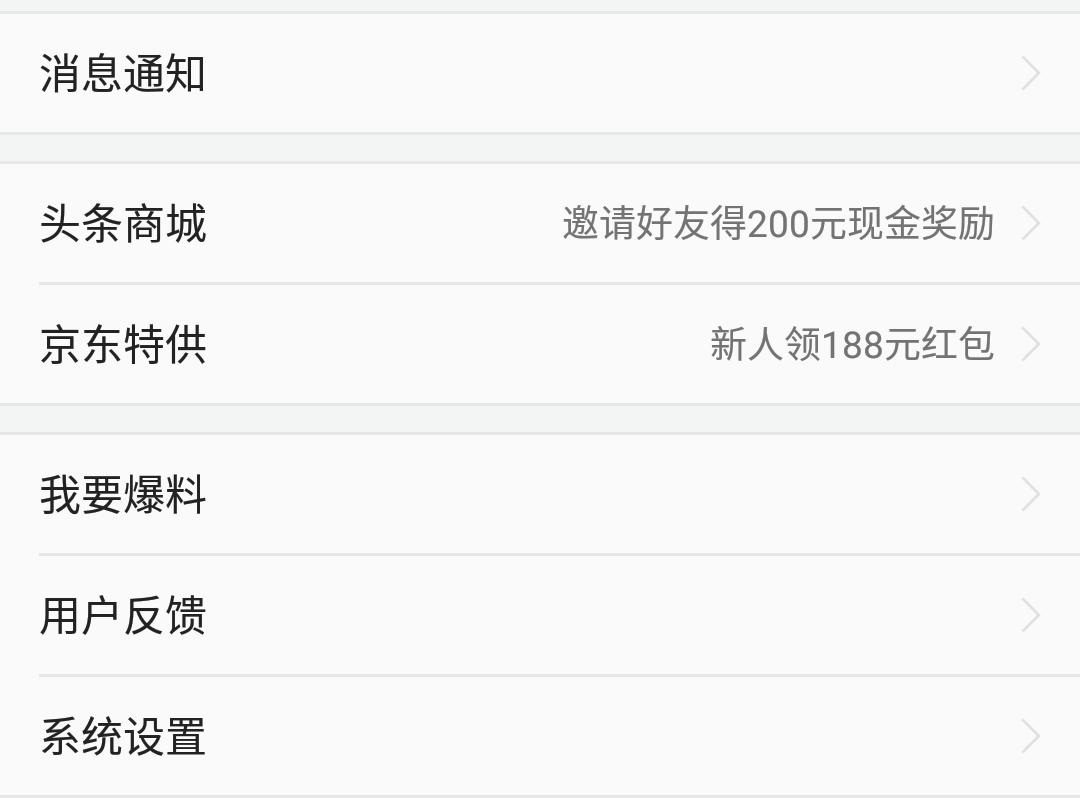 消息通知
头条商城 邀请好友得200元现金奖励
京东特供 新人领188元红包
我要爆料
用户反馈
系统设置